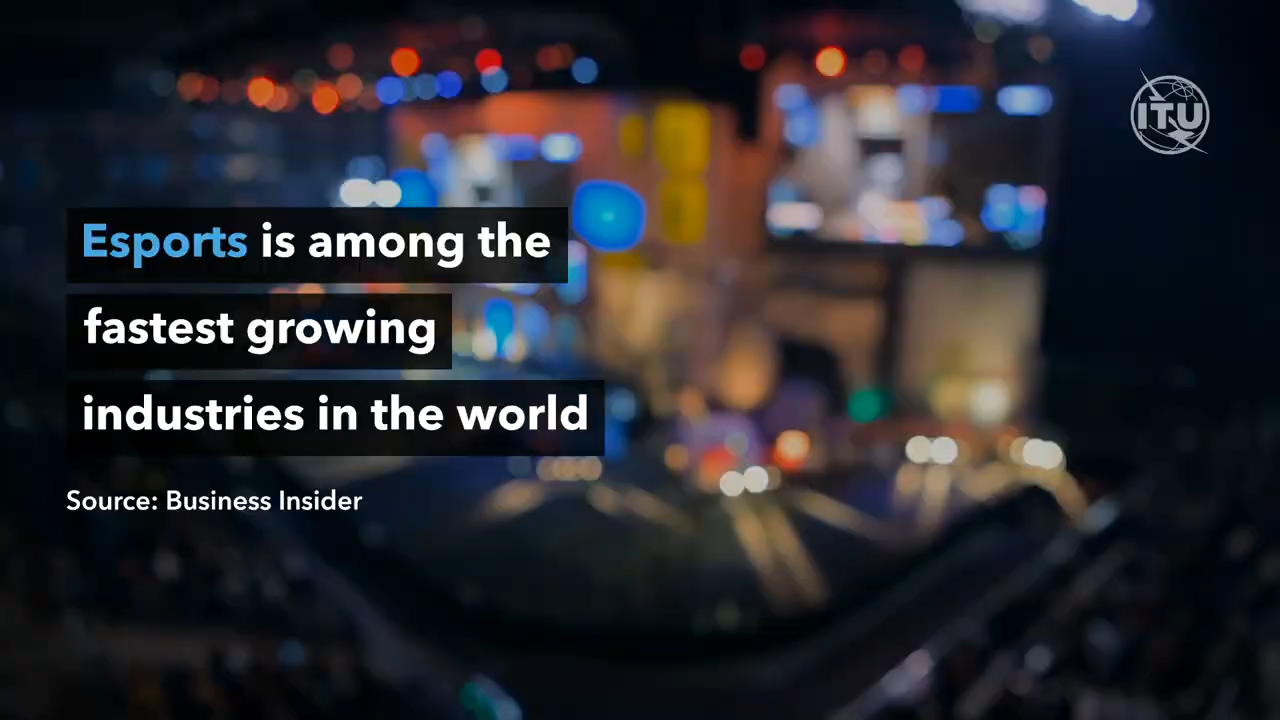 ITU
Esports is among the
fastest growing
industries in the world
Source: Business Insider